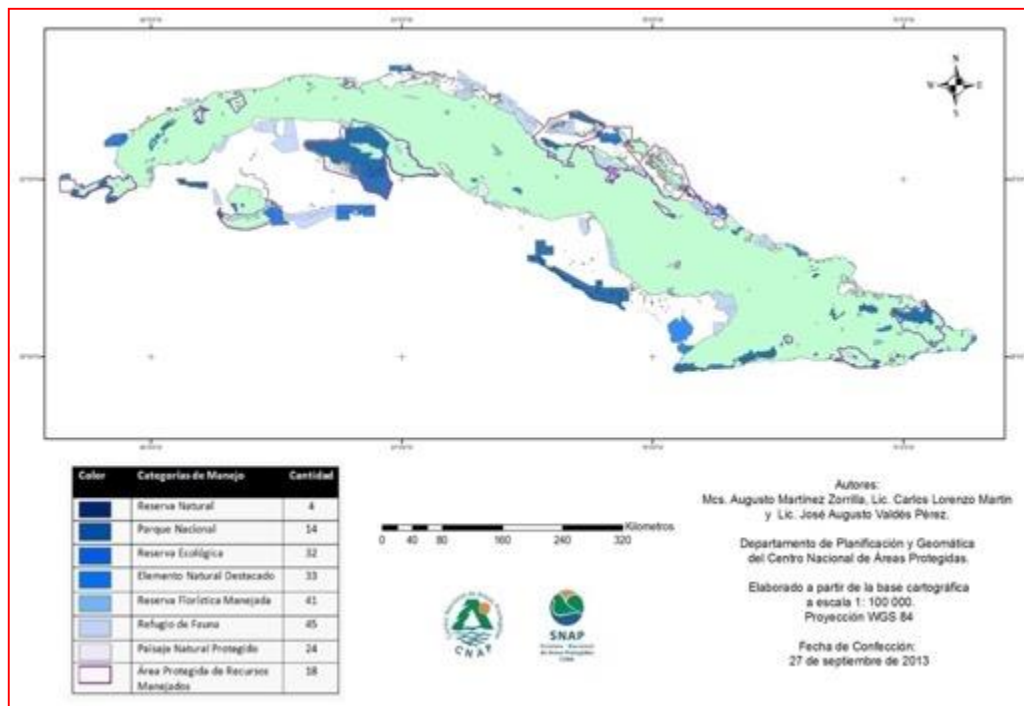 N
W E
S
Color Categorías de Manejo Cantidad
Reserva Natural 4
Parque Nacional 14
Reserva Ecológica 32
Elemento Natural Destacado 33
Reserva Florística Manejada 41
Refugio de Fauna 45
Paisaje Natural Protegido 24
Área Protegida de Recursos 18
Manejados
Kilometros
0 40 80 160 240 320
CNAP
SNAP
Autores:
Mcs. Augusto Martínez Zorrilla, Lic. Carlos Lorenzo Martín
y Lic. José Augusto Valdés Pérez.
Departamento de Planificación y Geomática
del Centro Nacional de Áreas Protegidas.
Elaborado a partir de la base cartográfica
a escala 1: 100 000.
Proyección WGS 84
Fecha de Confección:
27 de septiembre de 2013